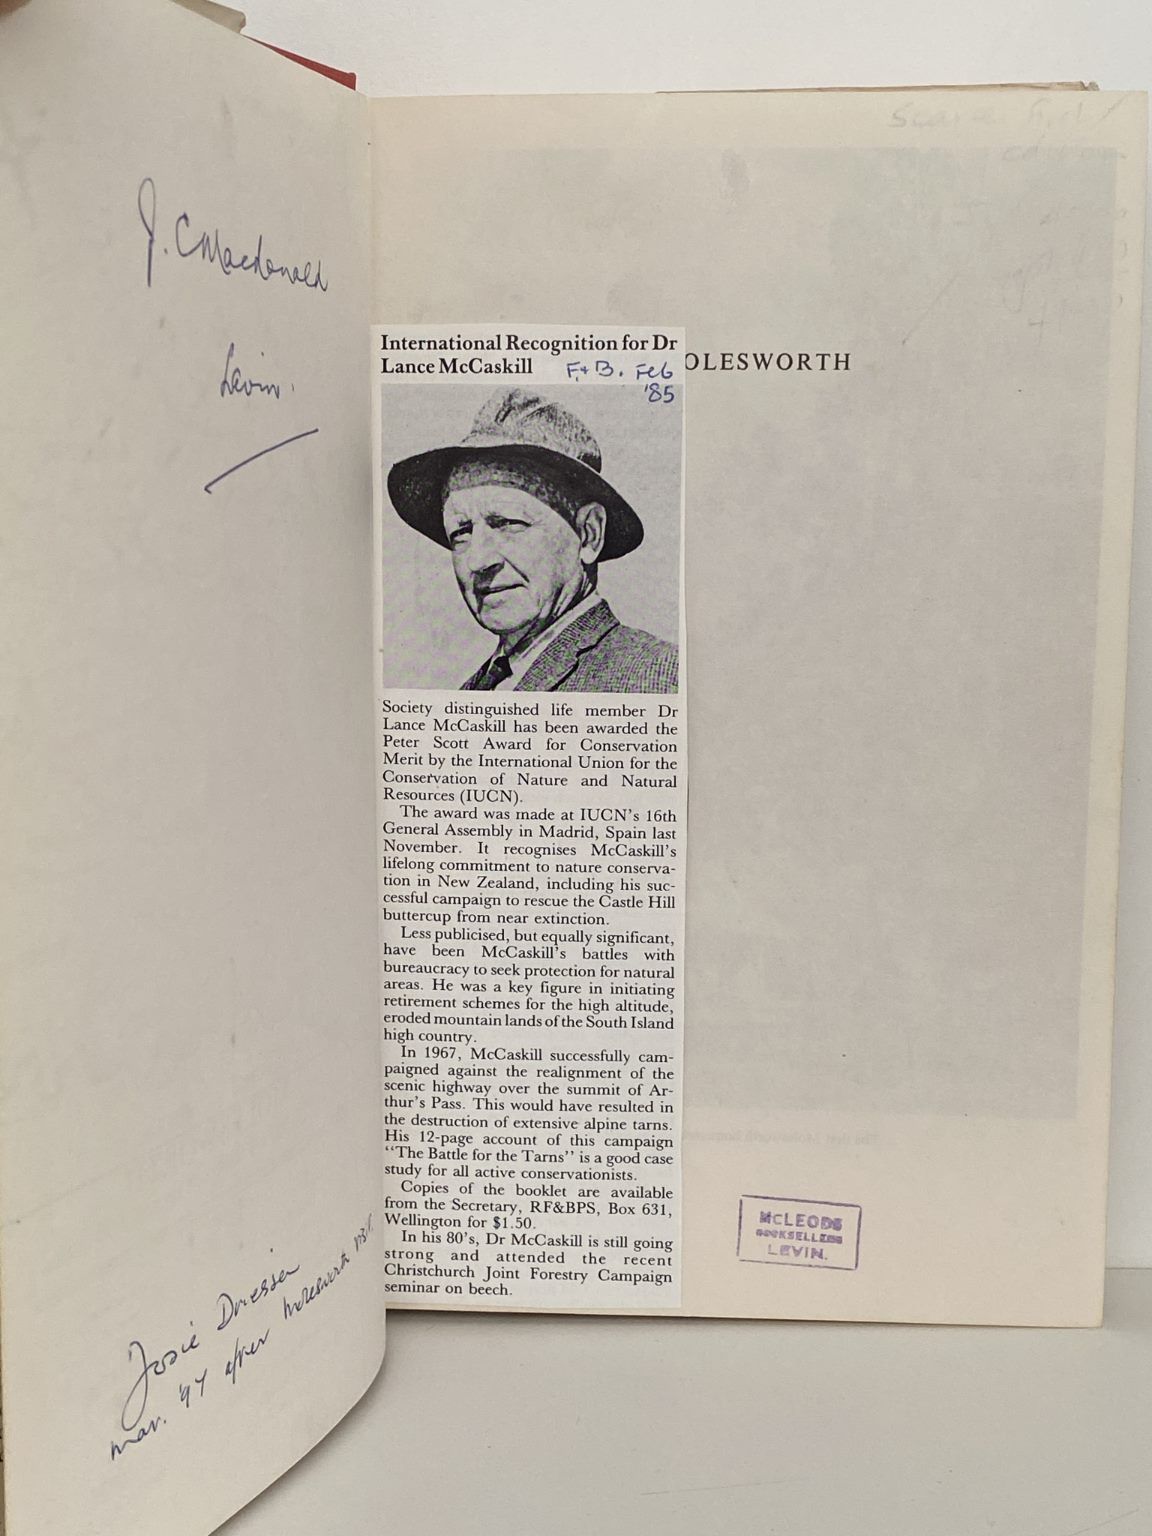 J. C Macdonald
Levin.
Josie Driessen
Mar. '97 after Molesworth visit.
International Recognition for Dr
Lance McCaskill
F+B. Feb
'85
OLESWORTH
Society distinguished life member Dr
Lance McCaskill has been awarded the
Peter Scott Award for Conservation
Merit by the International Union for the
Conservation of Nature and Natural
Resources (IUCN).
The award was made at IUCN's 16th
General Assembly in Madrid, Spain last
November. It recognises McCaskill's
lifelong commitment to nature conserva-
tion in New Zealand, including his suc-
cessful campaign to rescue the Castle Hill
buttercup from near extinction.
Less publicised, but equally significant,
have been McCaskill's battles with
bureaucracy to seek protection for natural
areas. He was a key figure in initiating
retirement schemes for the high altitude,
eroded mountain lands of the South Island
high country.
In 1967, McCaskill successfully cam-
paigned against the realignment of the
scenic highway over the summit of Ar-
thur's Pass. This would have resulted in
the destruction of extensive alpine tarns.
His 12-page account of this campaign
"The Battle for the Tarns" is a good case
study for all active conservationists.
Copies of the booklet are available
from the Secretary, RF&BPS, Box 631,
Wellington for $1.50.
In his 80's, Dr McCaskill is still going
strong and attended the recent
Christchurch Joint Forestry Campaign
seminar on beech.
McLEODS
BOOKSELLERS
LEVIN.